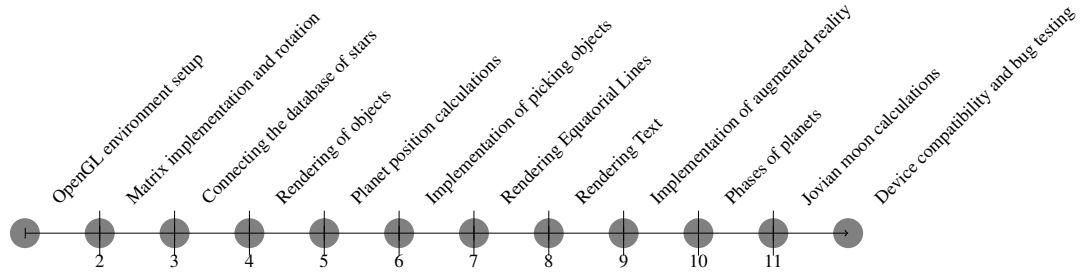 OpenGL environment setup
Matrix implementation and rotation
Connecting the database of stars
Rendering of objects
Planet position calculations
Implementation of picking objects
Rendering Equatorial Lines
Rendering Text
Implementation of augmented reality
Phases of planets
Jovian moon calculations
Device compatibility and bug testing
2 3 4 5 6 7 8 9 10 11